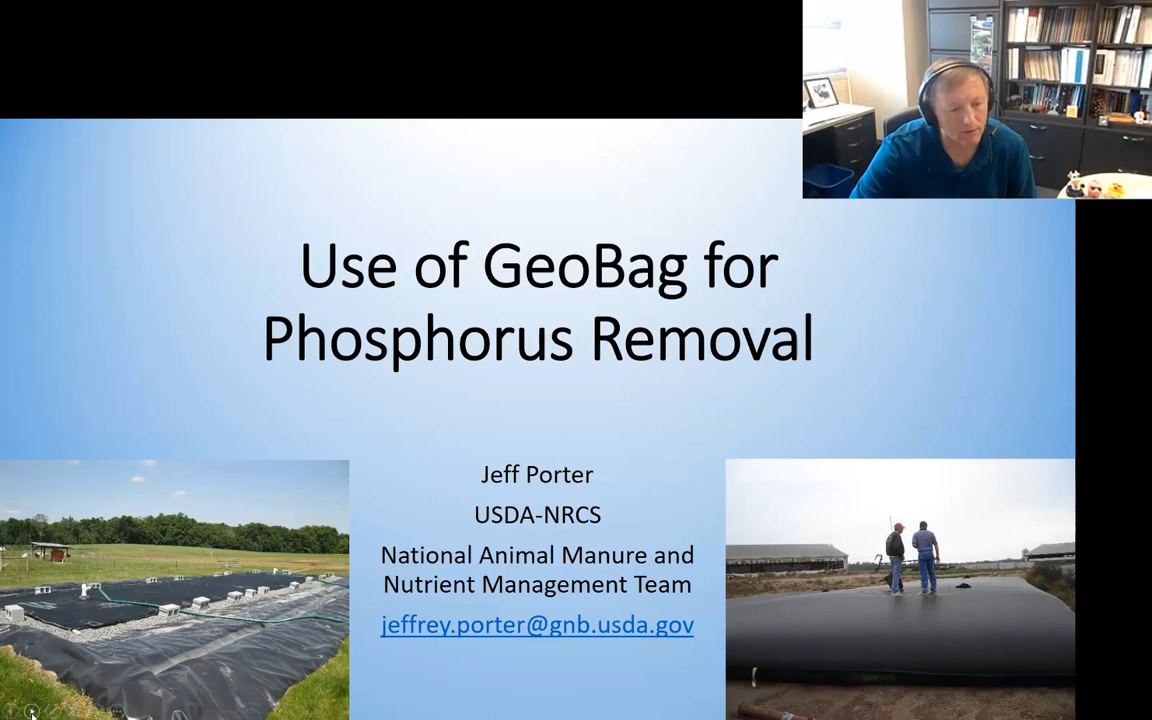 Use of GeoBag for
Phosphorus Removal
Jeff Porter
USDA-NRCS
National Animal Manure and
Nutrient Management Team
jeffrey.porter@gnb.usda.gov